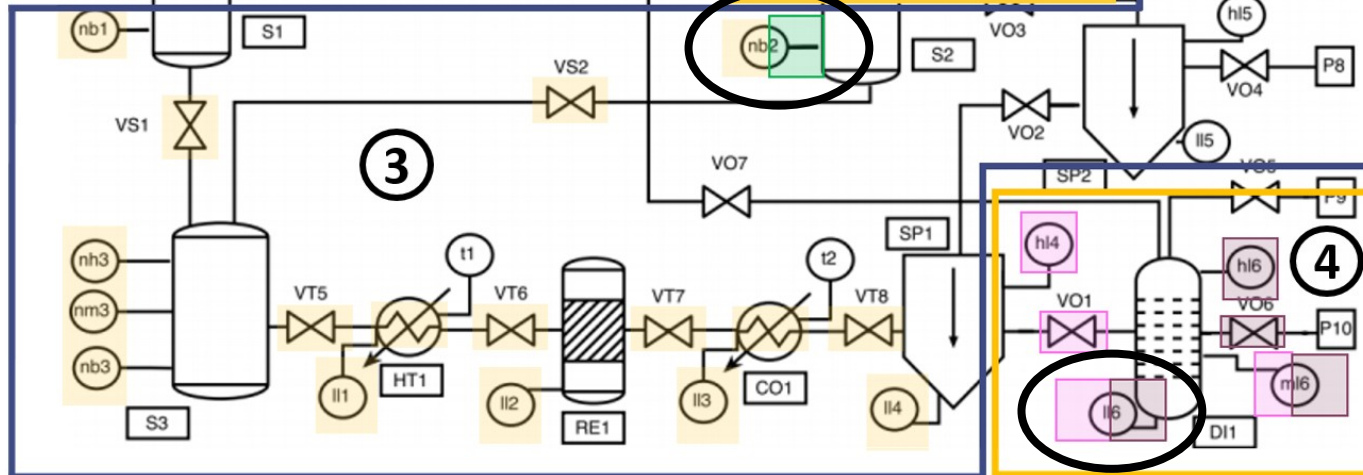 nb1
S1
nb2
S2
VO3
hl5
VO4
P8
VS2
VS1
3
VO2
ll5
VO7
SP2
VO5
P9
SP1
hl4
hl6
4
nh3
nm3
nb3
t1
t2
VT5
VT6
VT7
VT8
VO1
VO6
P10
HT1
CO1
ll1
ll2
ll3
ll4
ml6
ll6
S3
RE1
DI1